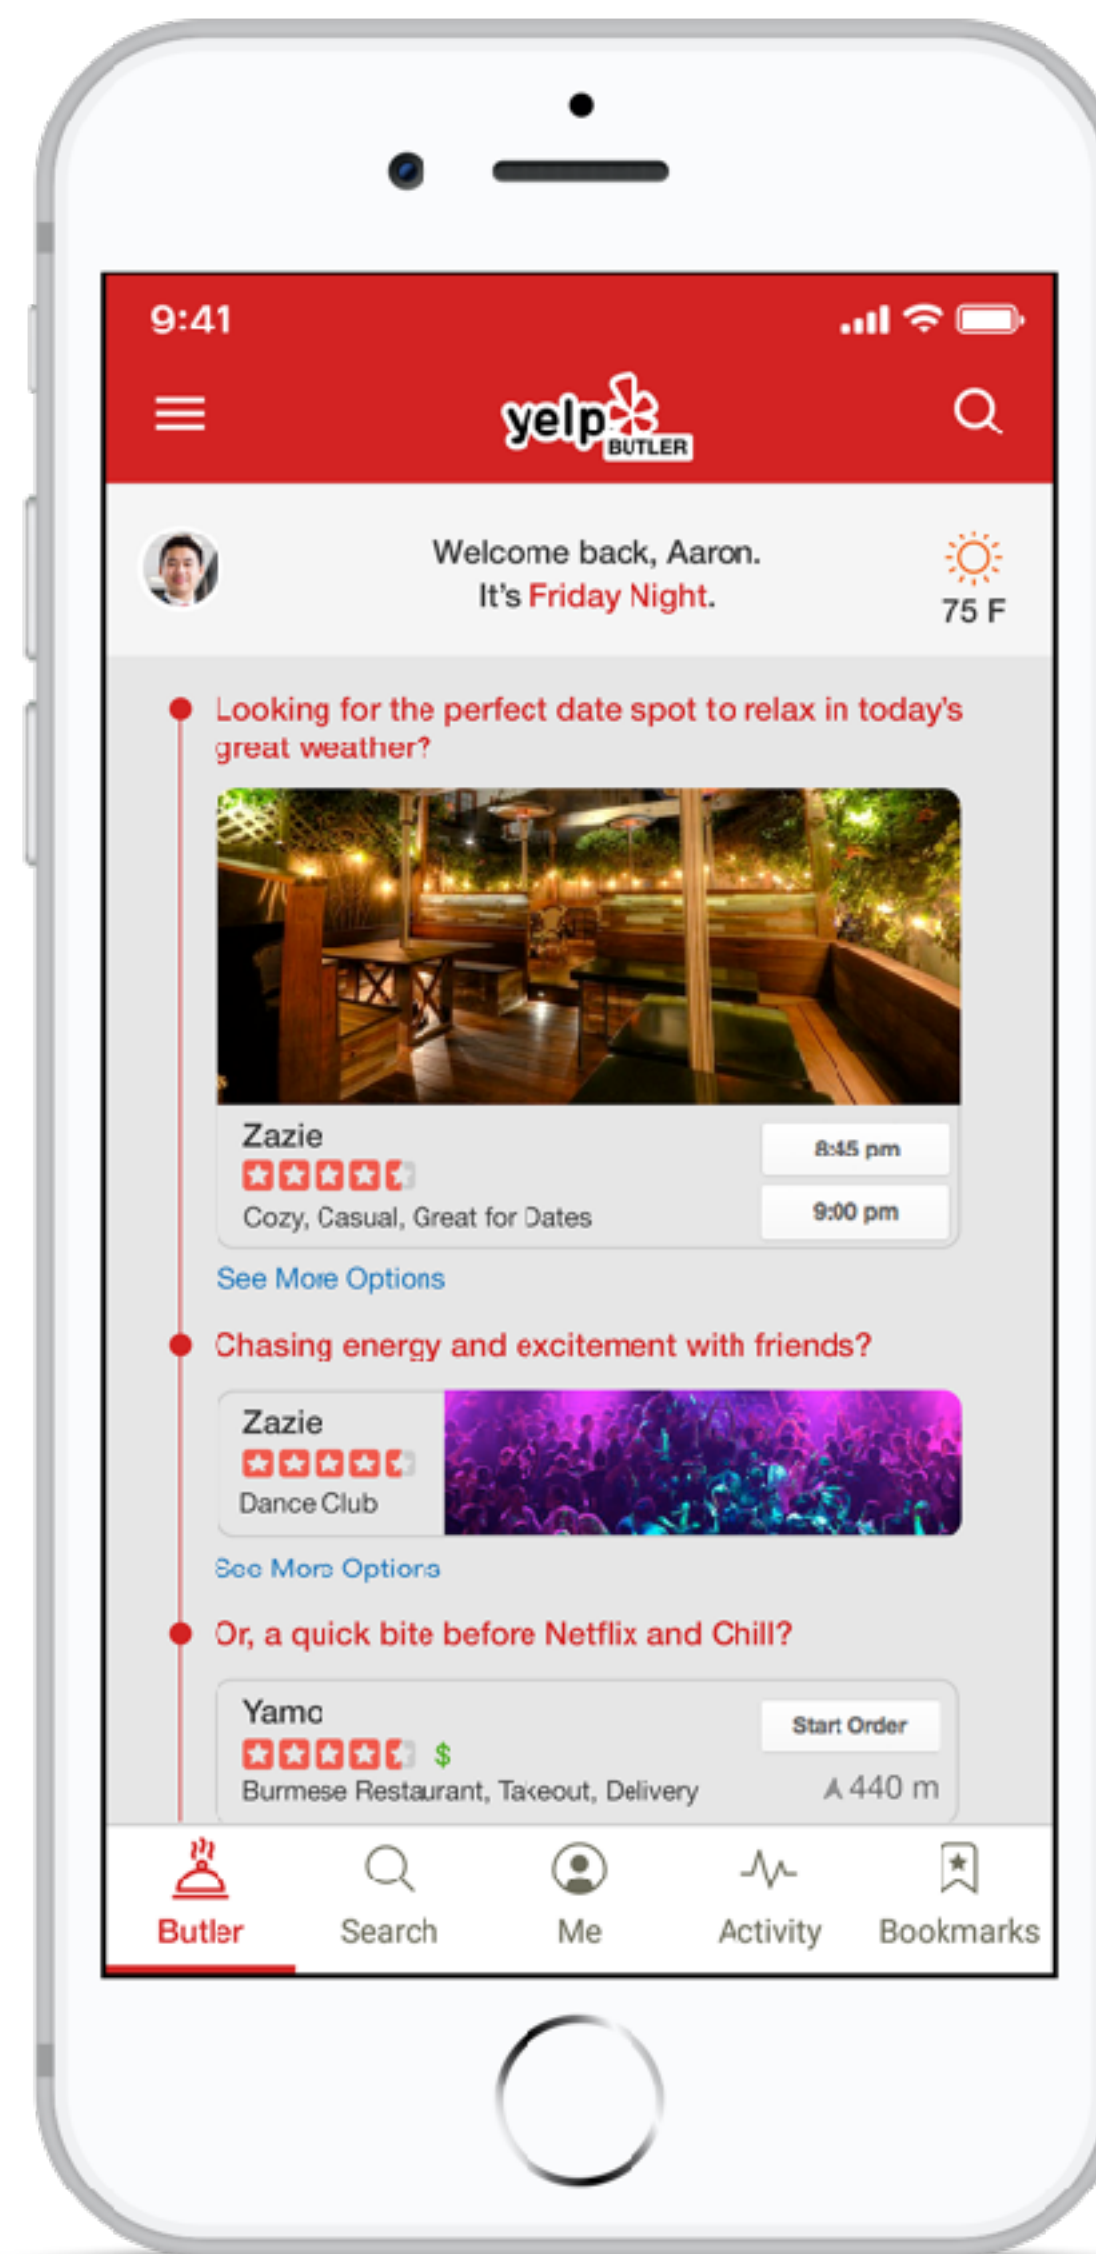 9:41
yelp
BUTLER
Welcome back, Aaron.
It's Friday Night.
75 F
Looking for the perfect date spot to relax in today's
great weather?
Zazie
8:45 pm
9:00 pm
Cozy, Casual, Great for Dates
See More Options
Chasing energy and excitement with friends?
Zazie
Dance Club
See More Options
Or, a quick bite before Netflix and Chill?
Yamo
$
Start Order
Burmese Restaurant, Takeout, Delivery
440 m
Butler
Search
Me
Activity
Bookmarks